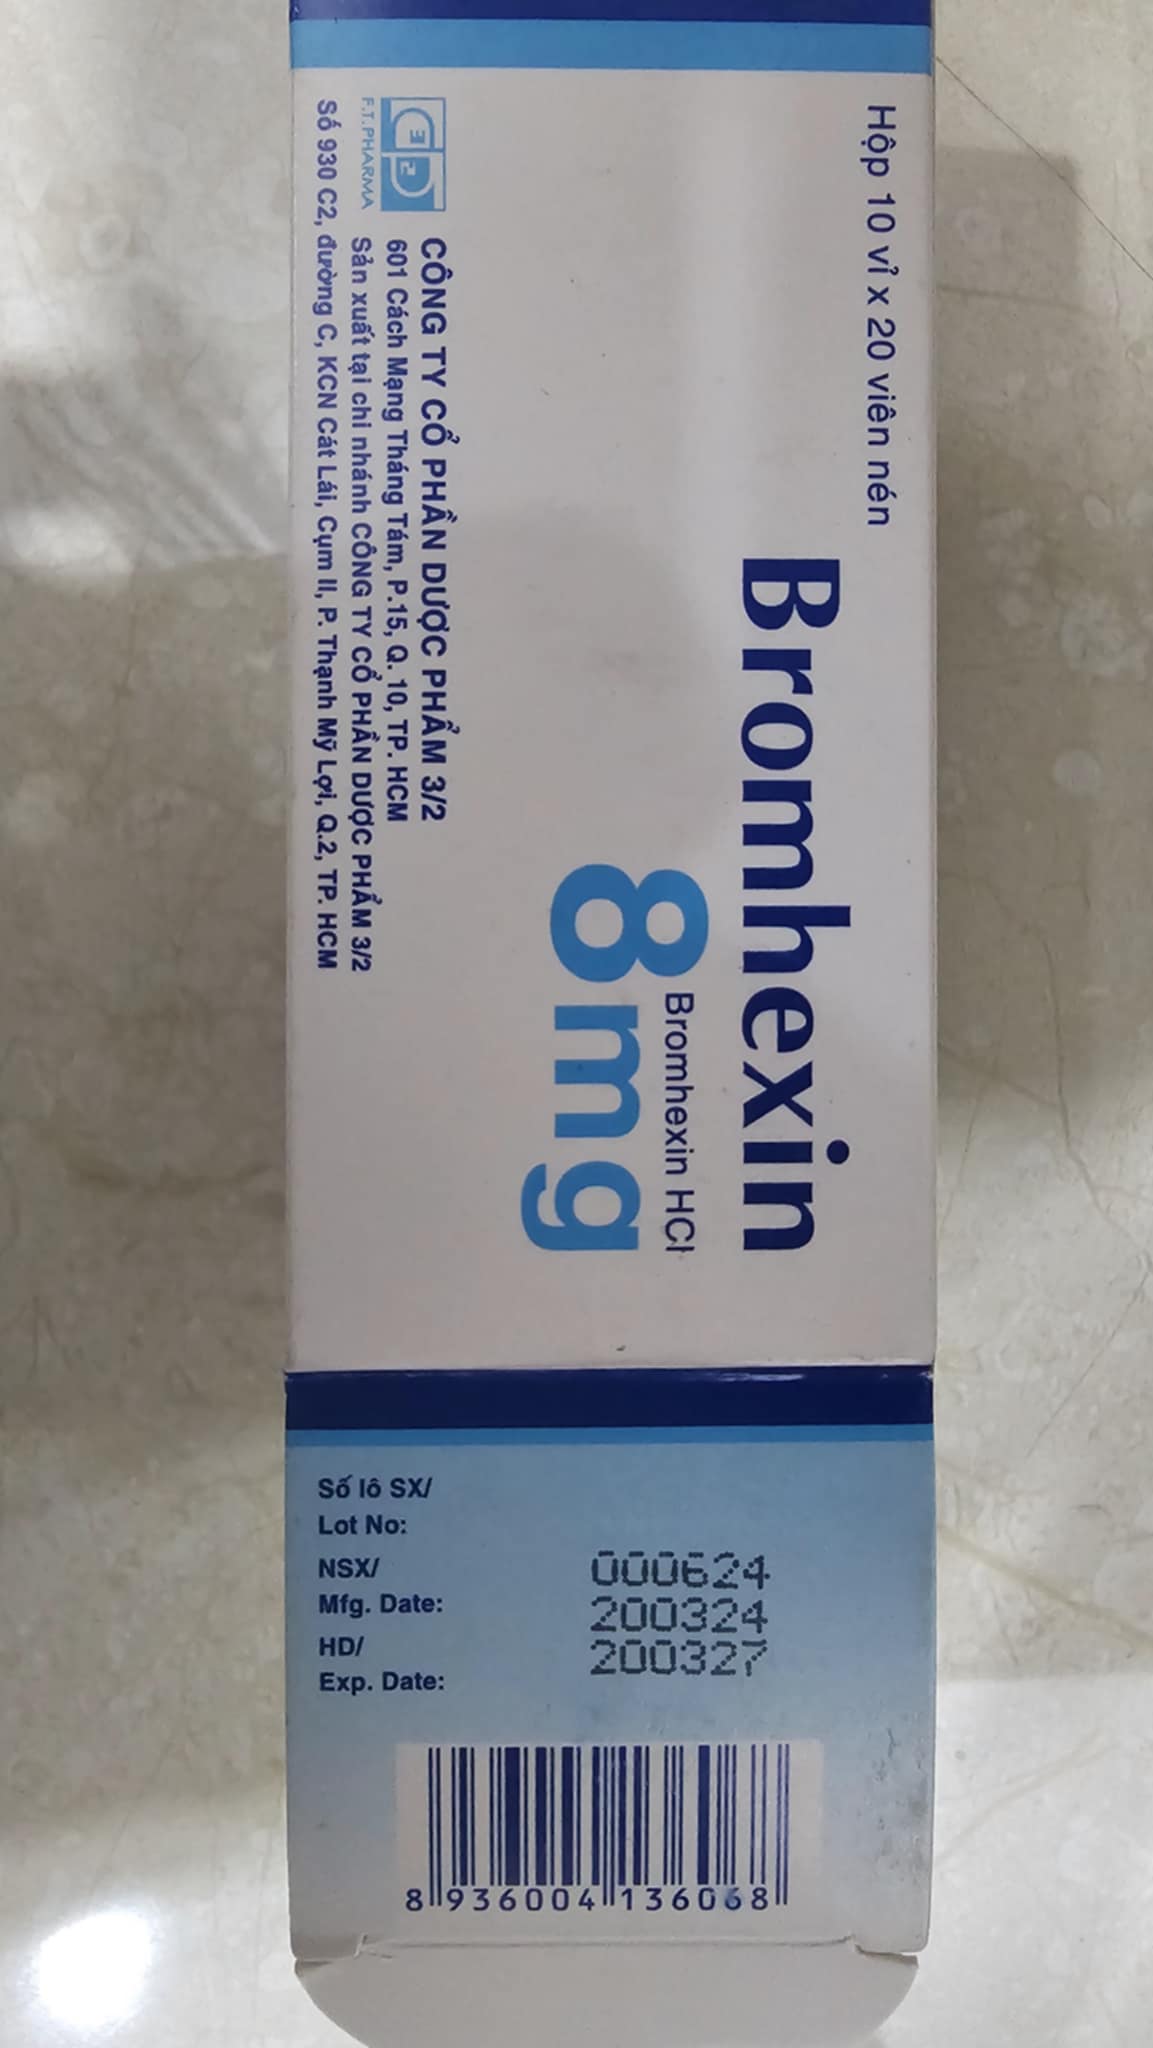 Hộp 10 vỉ x 20 viên nén
Bromhexin
Bromhexin HCl
8mg
F.T.PHARMA
CÔNG TY CỔ PHẦN DƯỢC PHẨM 3/2
601 Cách Mạng Tháng Tám, P.15, Q. 10, TP. HCM
Sản xuất tại chi nhánh CÔNG TY CỔ PHẦN DƯỢC PHẨM 3/2
Số 930 C2, đường C, KCN Cát Lái, Cụm II, P. Thạnh Mỹ Lợi, Q.2, TP. HCM
Số lô SX/
Lot No:
000624
NSX/
Mfg. Date:
200324
HD/
Exp. Date:
200327
8 936004 136068